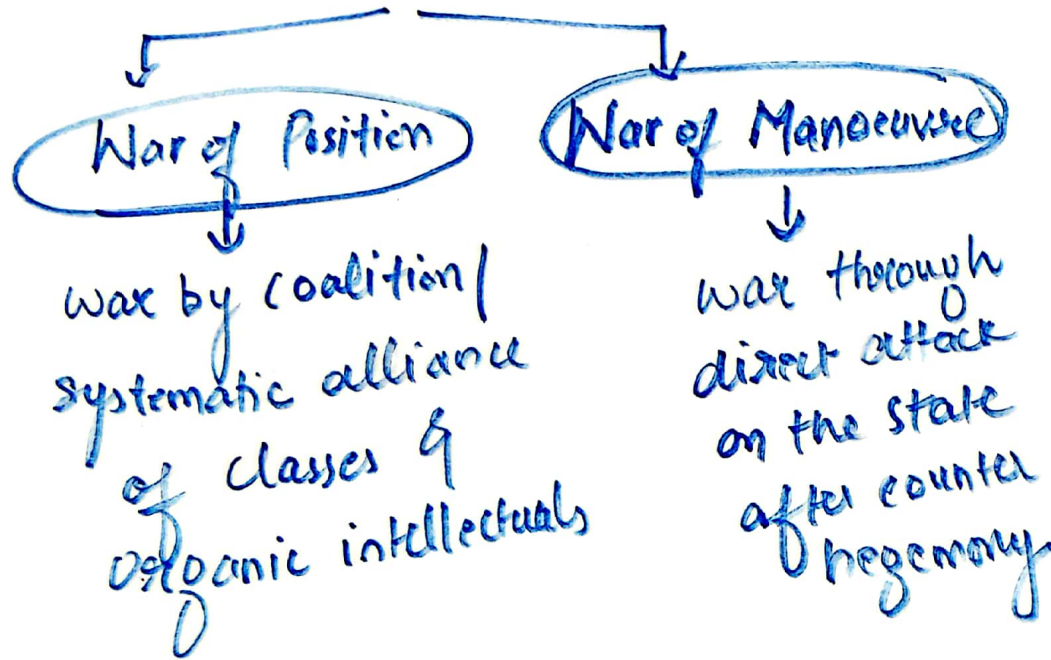 War of Position
War of Manoeuvre
war by coalition/
systematic alliance
of classes &
organic intellectuals
war through
direct attack
on the state
after counter
hegemony.